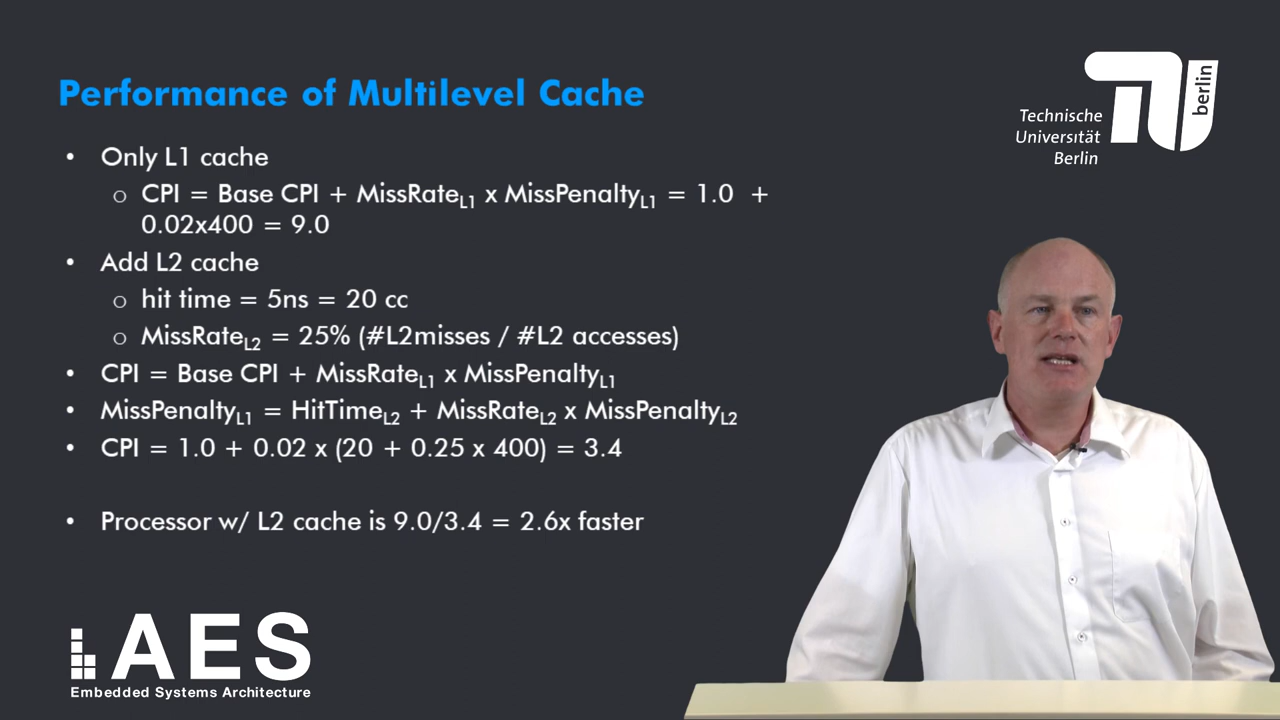 Performance of Multilevel Cache
• Only L1 cache
o CPI = Base CPI + MissRateL1 x MissPenaltyL1 = 1.0 +
0.02x400 = 9.0
• Add L2 cache
o hit time = 5ns = 20 cc
o MissRateL2 = 25% (#L2misses / #L2 accesses)
• CPI = Base CPI + MissRateL1 x MissPenaltyL1
• MissPenaltyL1 = HitTimeL2 + MissRateL2 x MissPenaltyL2
• CPI = 1.0 + 0.02 x (20 + 0.25 x 400) = 3.4
• Processor w/ L2 cache is 9.0/3.4 = 2.6x faster
Technische
Universität
Berlin
berlin
AES
Embedded Systems Architecture